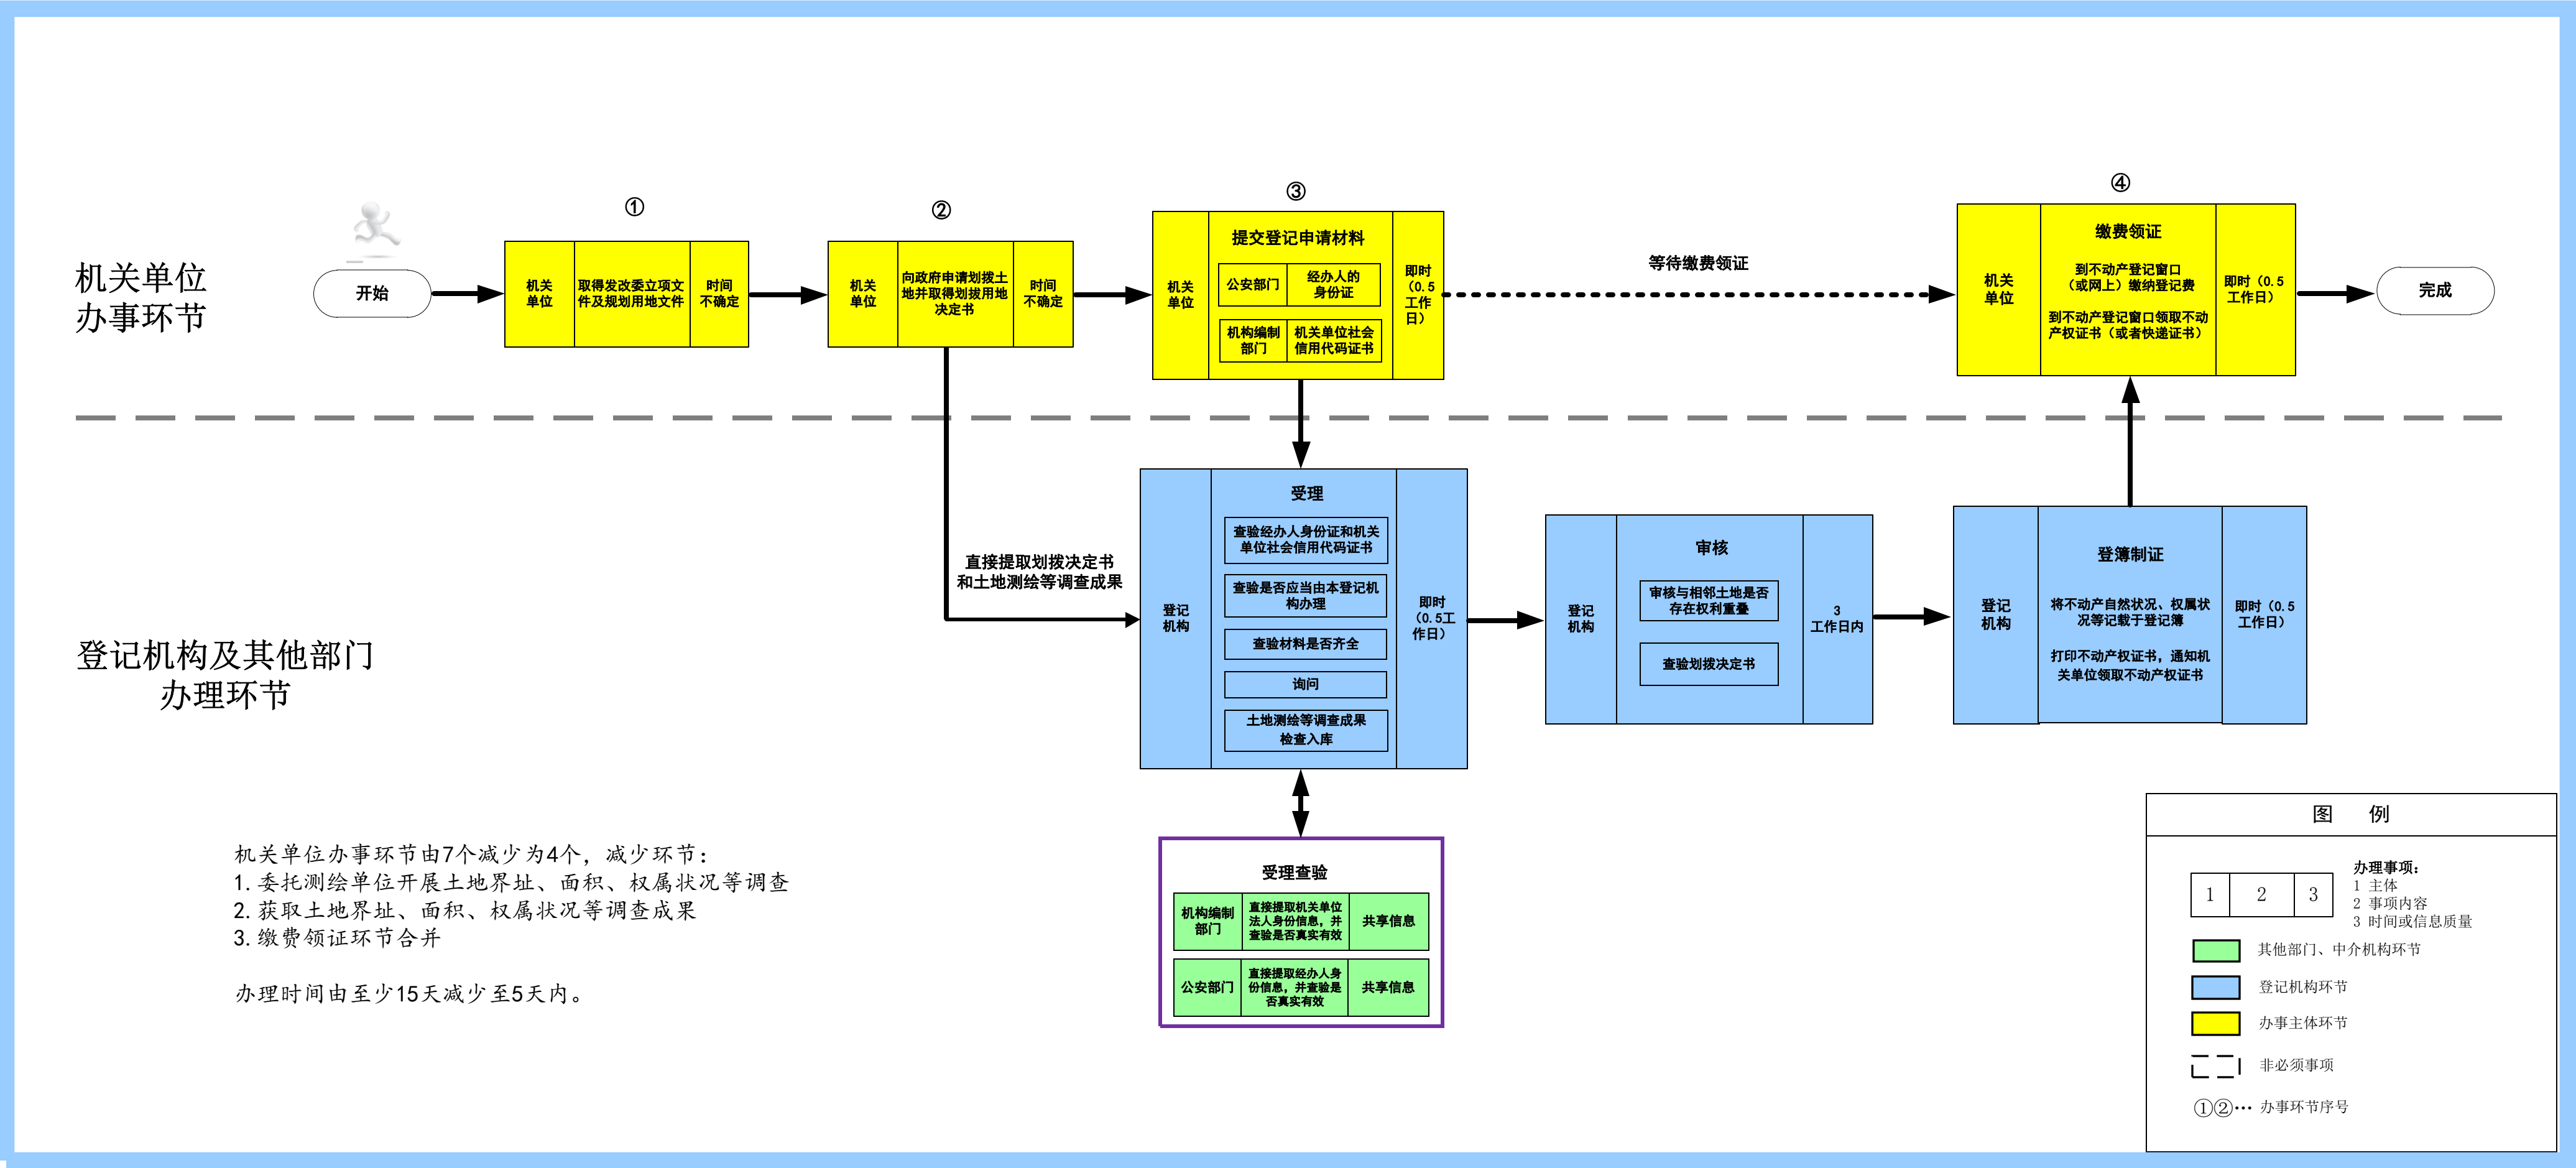 机关单位
办事环节
开始
①
机关
单位
取得发改委立项文
件及规划用地文件
时间
不确定
②
机关
单位
向政府申请划拨土
地并取得划拨用地
决定书
时间
不确定
③
机关
单位
提交登记申请材料
公安部门
经办人的
身份证
机构编制
部门
机关单位社会
信用代码证书
即时
（0.5
工作
日）
等待缴费领证
④
机关
单位
缴费领证
到不动产登记窗口
（或网上）缴纳登记费
到不动产登记窗口领取不动
产权证书（或者快递证书）
即时（0.5
工作日）
完成
登记机构及其他部门
办理环节
直接提取划拨决定书
和土地测绘等调查成果
登记
机构
受理
查验经办人身份证和机关
单位社会信用代码证书
查验是否应当由本登记机
构办理
查验材料是否齐全
询问
土地测绘等调查成果
检查入库
即时
（0.5工
作日）
登记
机构
审核
审核与相邻土地是否
存在权利重叠
查验划拨决定书
3
工作日内
登记
机构
登簿制证
将不动产自然状况、权属状
况等记载于登记簿
打印不动产权证书，通知机
关单位领取不动产权证书
即时（0.5
工作日）
受理查验
机构编制
部门
直接提取机关单位
法人身份信息，并
查验是否真实有效
共享信息
公安部门
直接提取经办人身
份信息，并查验是
否真实有效
共享信息
机关单位办事环节由7个减少为4个，减少环节：
1.委托测绘单位开展土地界址、面积、权属状况等调查
2.获取土地界址、面积、权属状况等调查成果
3.缴费领证环节合并
办理时间由至少15天减少至5天内。
图 例
1 2 3
办理事项：
1 主体
2 事项内容
3 时间或信息质量
其他部门、中介机构环节
登记机构环节
办事主体环节
非必须事项
①②… 办事环节序号